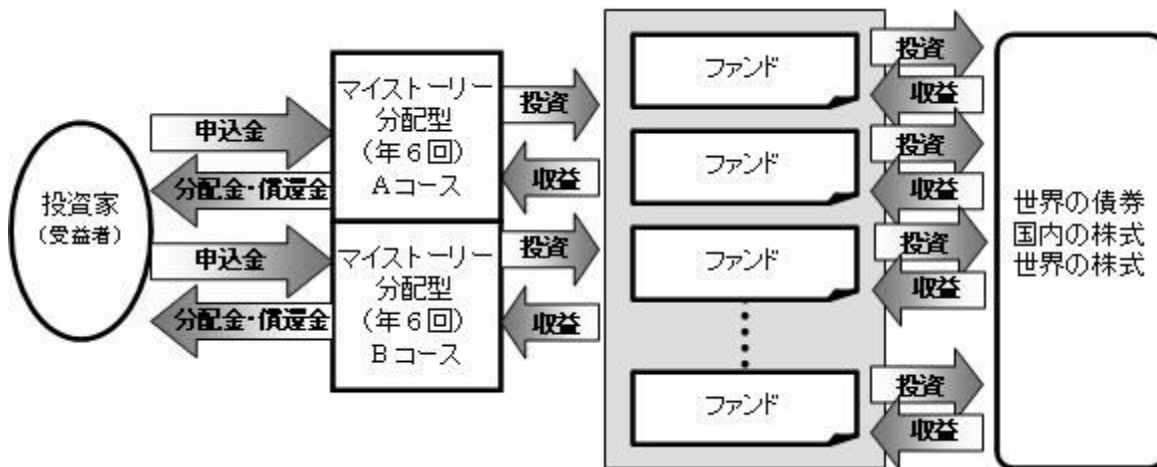 投資家
(受益者)
申込金
分配金・償還金
申込金
分配金・償還金
マイストーリー
分配型
(年6回)
Aコース
マイストーリー
分配型
(年6回)
Bコース
投資
収益
投資
収益
ファンド
ファンド
ファンド
ファンド
投資
収益
投資
収益
投資
収益
投資
収益
世界の債券
国内の株式
世界の株式